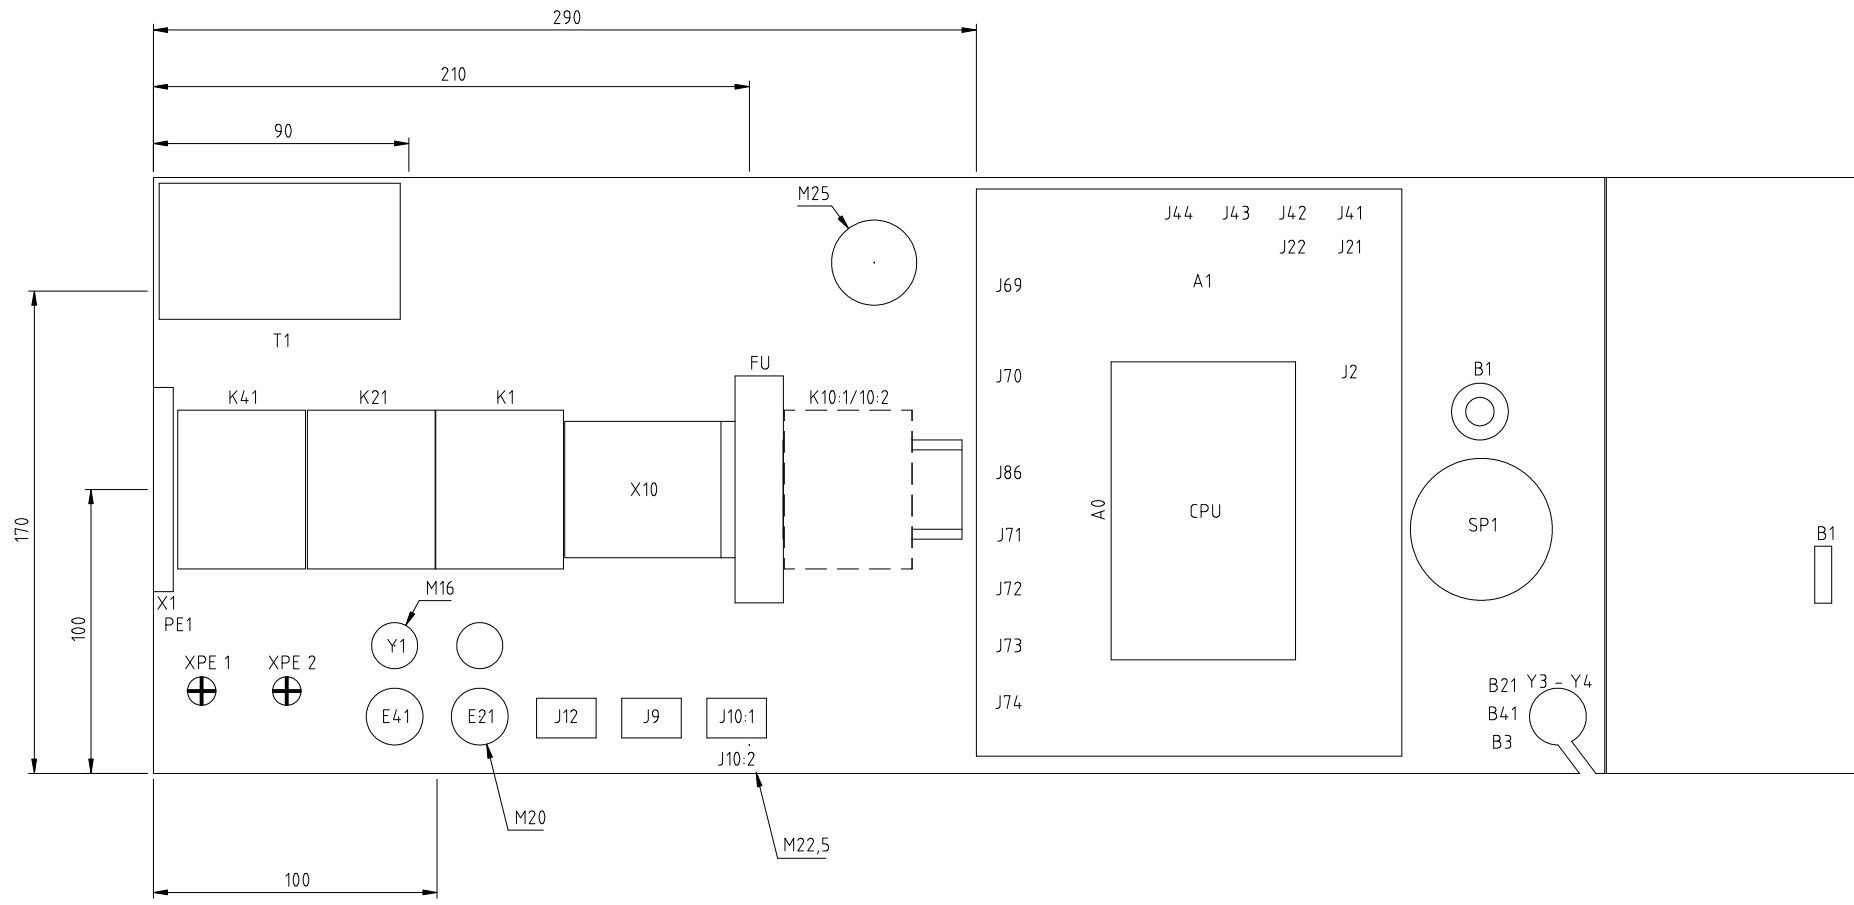 290
210
90
M25
J44 J43 J42 J41
J22 J21
A1
J69
T1
FU
J70
J2
B1
K41 K21 K1 K10:1/10:2
J86
X10
A0
CPU
SP1
170
J71
B1
M16
J72
X1
PE1
100
Y1
J73
XPE 1 XPE 2
B21 Y3 - Y4
J74
E41 E21 J12 J9 J10:1
B41
B3
J10:2
M20
M22,5
100